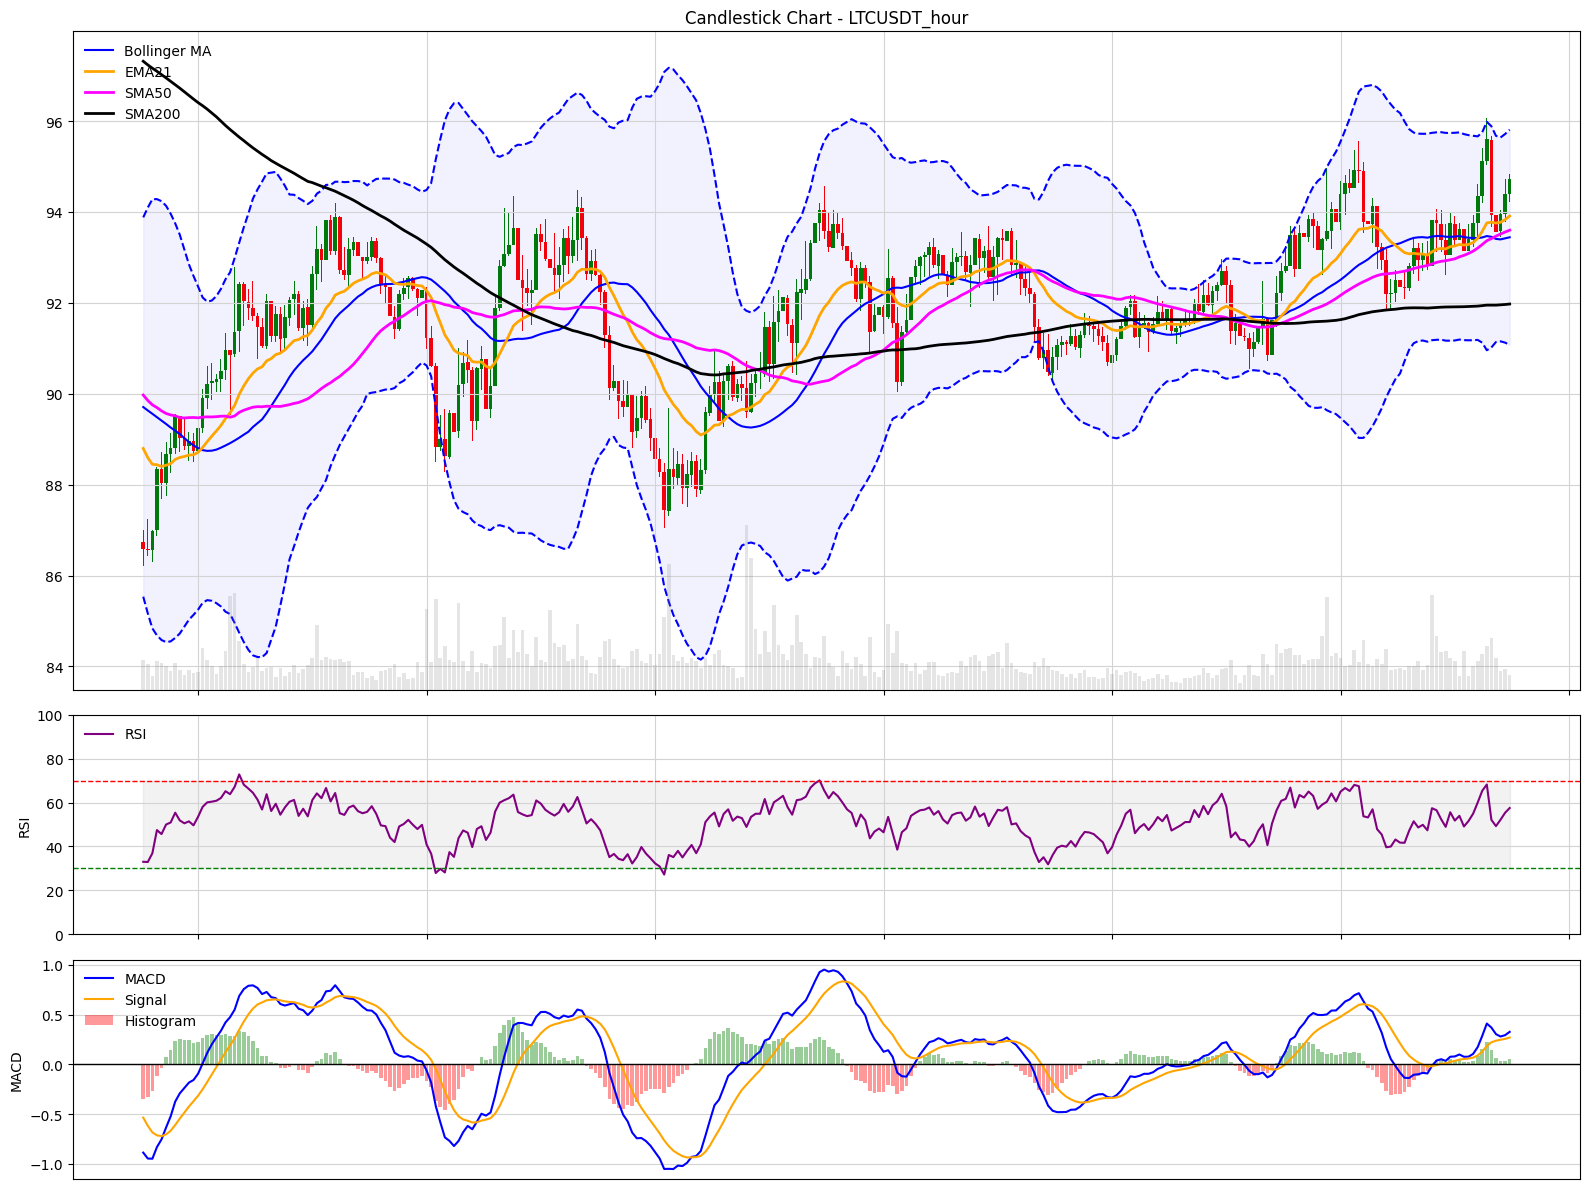 Candlestick Chart - LTCUSDT_hour
Bollinger MA
EMA21
SMA50
SMA200
96
94
92
90
88
86
84
100
80
60
40
20
0
RSI
RSI
1.0
0.5
0.0
−0.5
−1.0
MACD
MACD
Signal
Histogram